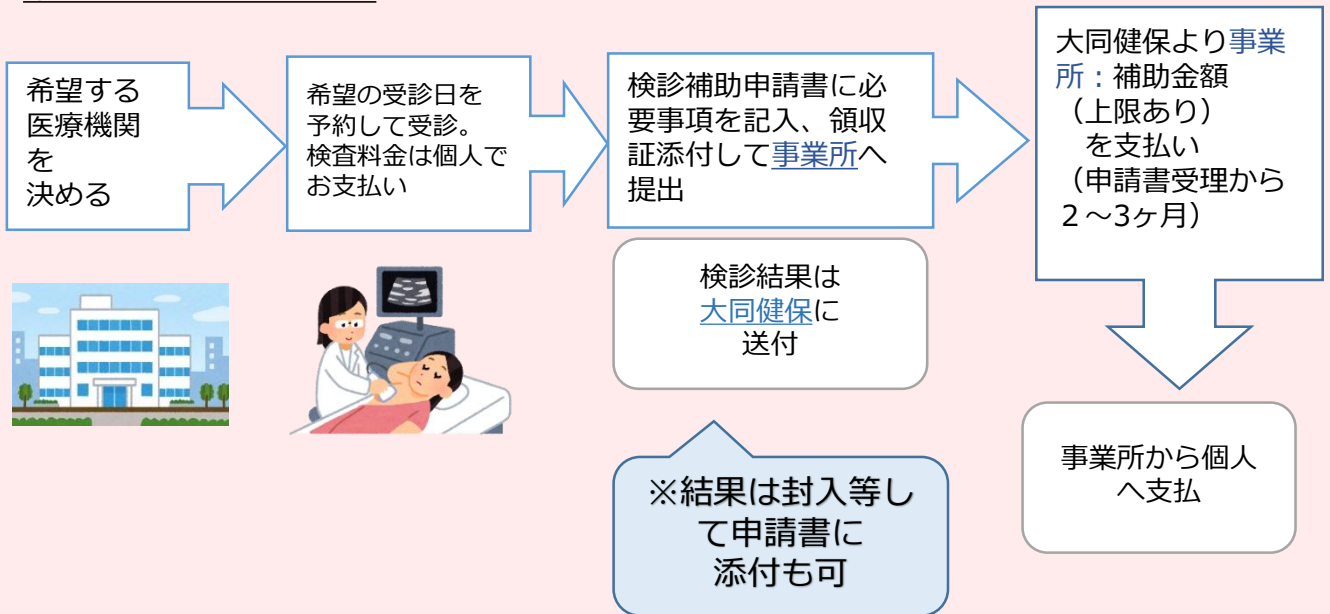 希望する
医療機関
を
決める
希望の受診日を
予約して受診。
検査料金は個人で
お支払い
検診補助申請書に必
要事項を記入、領収
証添付して事業所へ
提出
検診結果は
大同健保に
送付
※結果は封入等し
て申請書に
添付も可
大同健保より事業
所：補助金額
（上限あり）
を支払い
（申請書受理から
２～3ヶ月）
事業所から個人
へ支払